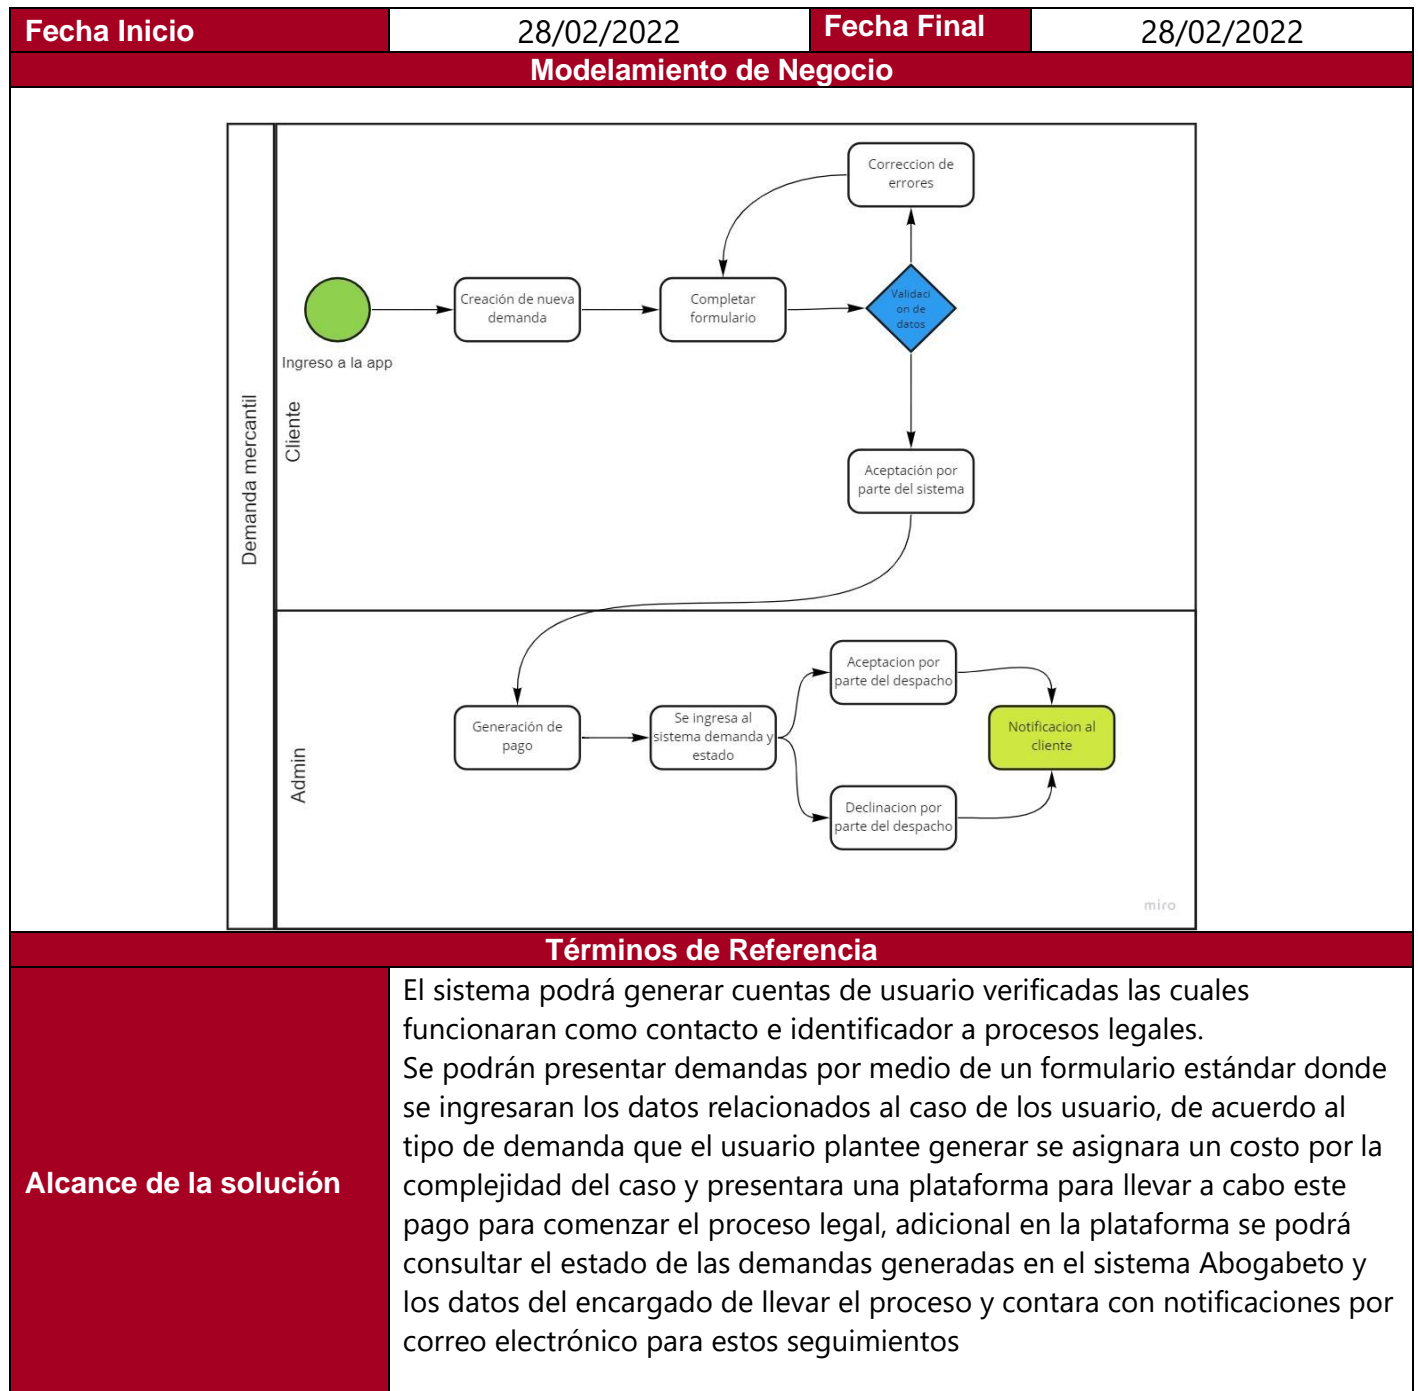 Fecha Inicio
28/02/2022
Fecha Final
28/02/2022
Modelamiento de Negocio
Demanda mercantil
Cliente
Correccion de
errores
Ingreso a la app
Creación de nueva
demanda
Completar
formulario
Validaci
on de
datos
Aceptación por
parte del sistema
Admin
Generación de
pago
Se ingresa al
sistema demanda y
estado
Aceptacion por
parte del despacho
Declinacion por
parte del despacho
Notificacion al
cliente
miro
Términos de Referencia
Alcance de la solución
El sistema podrá generar cuentas de usuario verificadas las cuales
funcionaran como contacto e identificador a procesos legales.
Se podrán presentar demandas por medio de un formulario estándar donde
se ingresaran los datos relacionados al caso de los usuario, de acuerdo al
tipo de demanda que el usuario plantee generar se asignara un costo por la
complejidad del caso y presentara una plataforma para llevar a cabo este
pago para comenzar el proceso legal, adicional en la plataforma se podrá
consultar el estado de las demandas generadas en el sistema Abogabeto y
los datos del encargado de llevar el proceso y contara con notificaciones por
correo electrónico para estos seguimientos